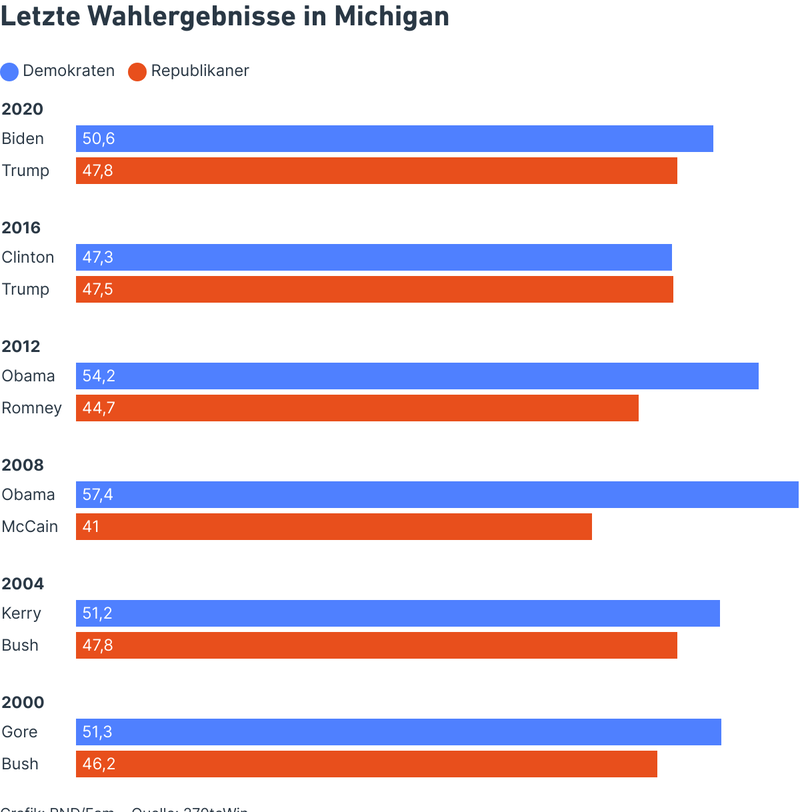 Letzte Wahlergebnisse in Michigan
Demokraten Republikaner
2020
Biden 50,6
Trump 47,8
2016
Clinton 47,3
Trump 47,5
2012
Obama 54,2
Romney 44,7
2008
Obama 57,4
McCain 41
2004
Kerry 51,2
Bush 47,8
2000
Gore 51,3
Bush 46,2
Grafik: RND/Fam Quelle: 270toWin